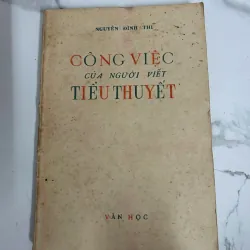 NGUYỄN ĐÌNH THI
CÔNG VIỆC
CỦA NGƯỜI VIẾT
TIỂU THUYẾT
VĂN HỌC